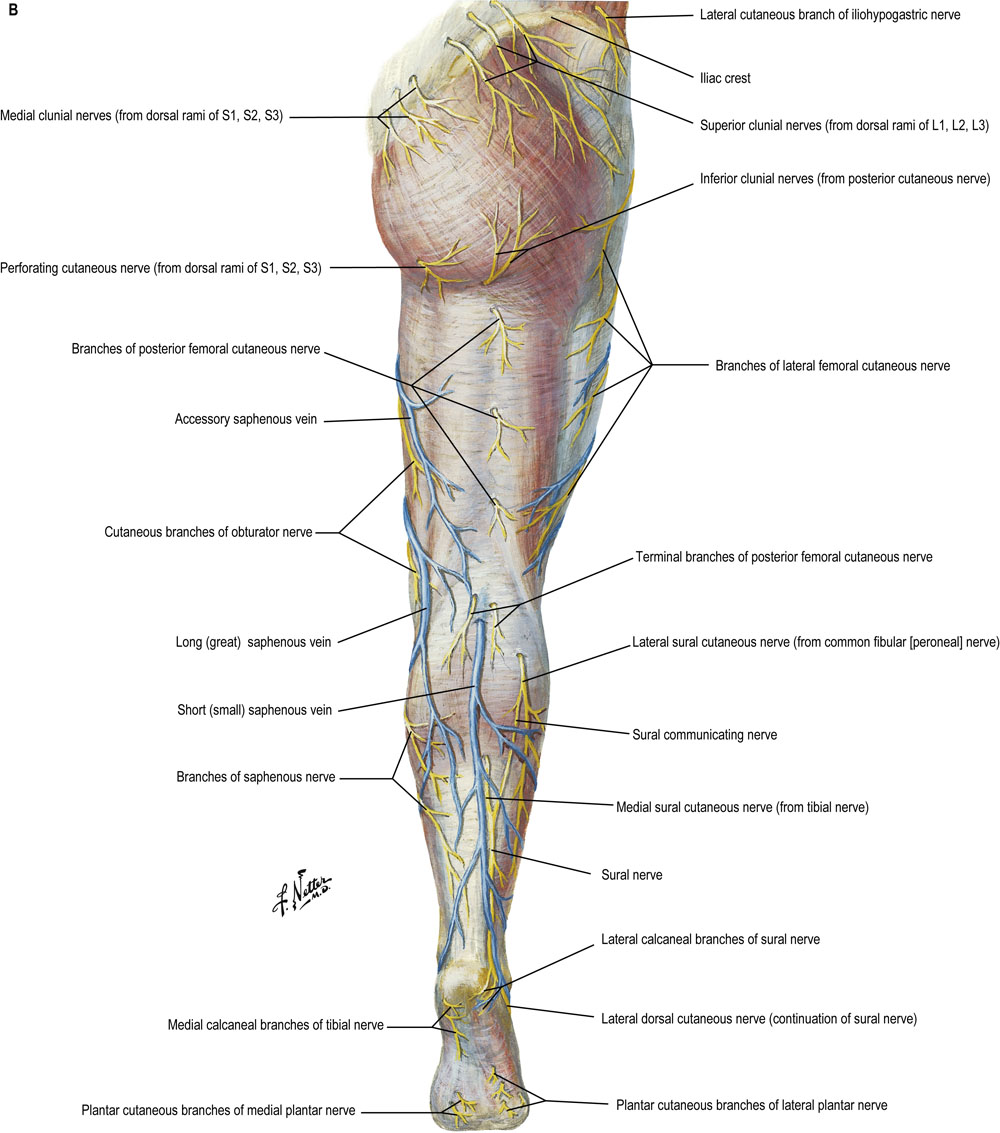 B
Lateral cutaneous branch of iliohypogastric nerve
Iliac crest
Medial clunial nerves (from dorsal rami of S1, S2, S3)
Superior clunial nerves (from dorsal rami of L1, L2, L3)
Inferior clunial nerves (from posterior cutaneous nerve)
Perforating cutaneous nerve (from dorsal rami of S1, S2, S3)
Branches of posterior femoral cutaneous nerve
Branches of lateral femoral cutaneous nerve
Accessory saphenous vein
Cutaneous branches of obturator nerve
Terminal branches of posterior femoral cutaneous nerve
Long (great) saphenous vein
Lateral sural cutaneous nerve (from common fibular [peroneal] nerve)
Short (small) saphenous vein
Sural communicating nerve
Branches of saphenous nerve
Medial sural cutaneous nerve (from tibial nerve)
Sural nerve
F. Netter
M.D.
Lateral calcaneal branches of sural nerve
Lateral dorsal cutaneous nerve (continuation of sural nerve)
Medial calcaneal branches of tibial nerve
Plantar cutaneous branches of medial plantar nerve
Plantar cutaneous branches of lateral plantar nerve